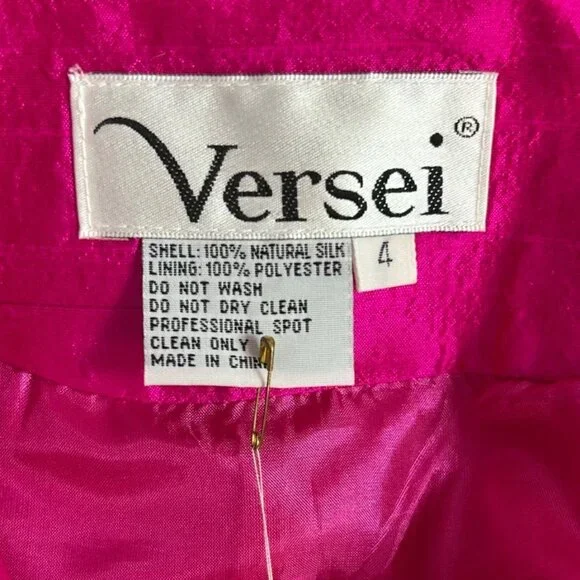 Versei®
SHELL: 100% NATURAL SILK
LINING: 100% POLYESTER
DO NOT WASH
DO NOT DRY CLEAN
PROFESSIONAL SPOT
CLEAN ONLY
MADE IN CHINA
4